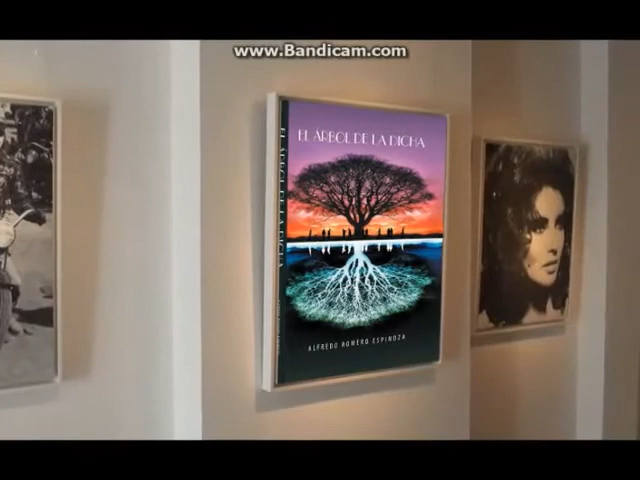 www.Bandicam.com
EL ÁRBOL DE LA DICHA
EL ÁRBOL DE LA DICHA
ALFREDO ROMERO ESPINOZA